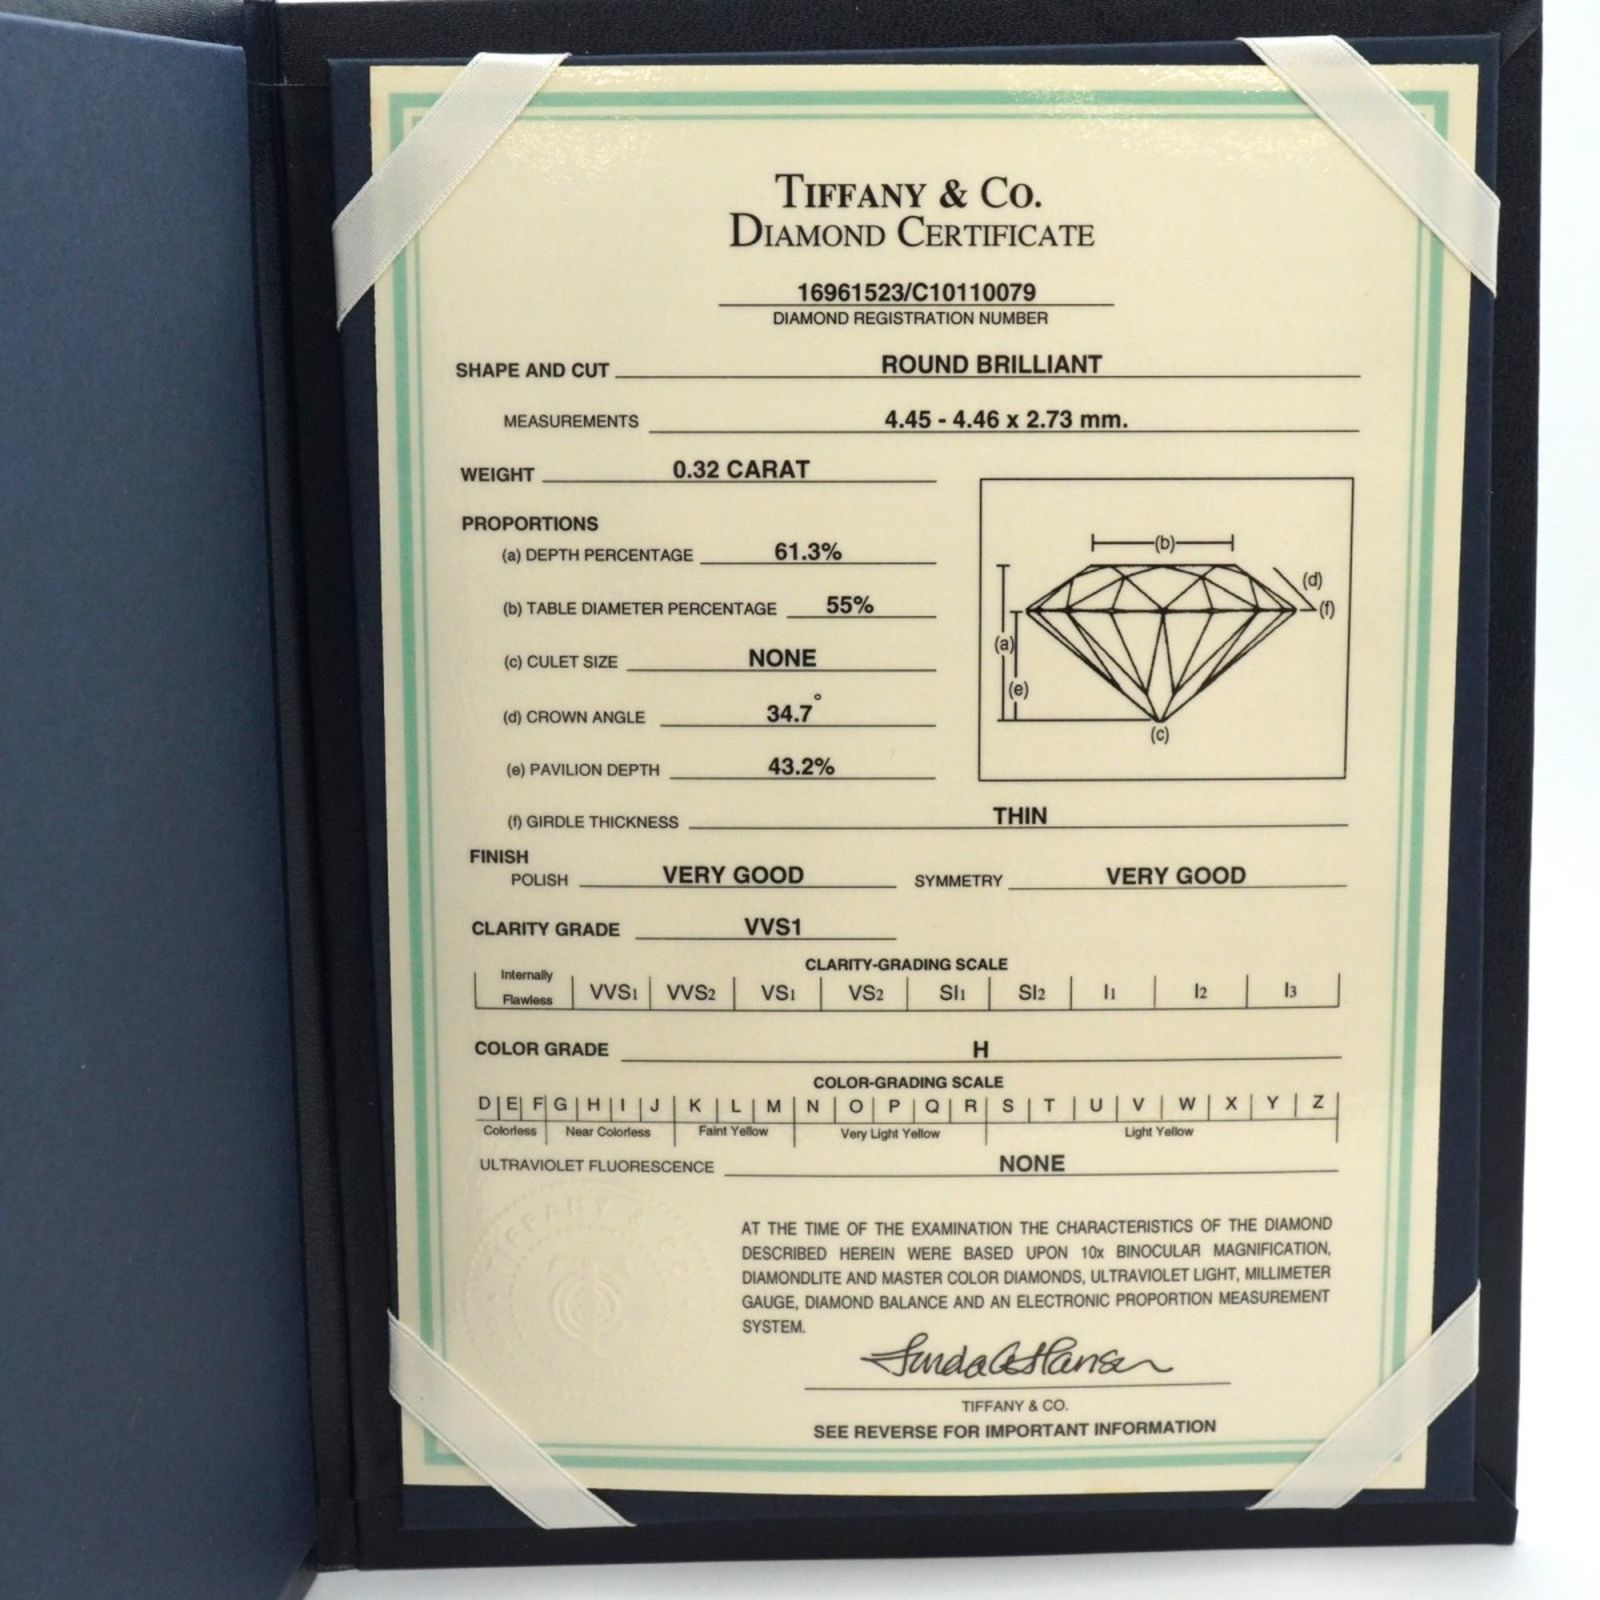 TIFFANY & CO.
DIAMOND CERTIFICATE
16961523/C10110079
DIAMOND REGISTRATION NUMBER
SHAPE AND CUT ROUND BRILLIANT
MEASUREMENTS 4.45 - 4.46 x 2.73 mm.
WEIGHT 0.32 CARAT
PROPORTIONS
(a) DEPTH PERCENTAGE 61.3%
(b) TABLE DIAMETER PERCENTAGE 55%
(c) CULET SIZE NONE
(d) CROWN ANGLE 34.7°
(e) PAVILION DEPTH 43.2%
(b)
(d)
(f)
(a)
(e)
(c)
(f) GIRDLE THICKNESS THIN
FINISH
POLISH VERY GOOD SYMMETRY VERY GOOD
CLARITY GRADE VVS1
CLARITY-GRADING SCALE
Internally Flawless VVS1 VVS2 VS1 VS2 SI1 SI2 I1 I2 I3
COLOR GRADE H
COLOR-GRADING SCALE
D E F G H I J K L M N O P Q R S T U V W X Y Z
Colorless Near Colorless Faint Yellow Very Light Yellow Light Yellow
ULTRAVIOLET FLUORESCENCE NONE
AT THE TIME OF THE EXAMINATION THE CHARACTERISTICS OF THE DIAMOND
DESCRIBED HEREIN WERE BASED UPON 10x BINOCULAR MAGNIFICATION,
DIAMONDLITE AND MASTER COLOR DIAMONDS, ULTRAVIOLET LIGHT, MILLIMETER
GAUGE, DIAMOND BALANCE AND AN ELECTRONIC PROPORTION MEASUREMENT
SYSTEM.
TIFFANY & CO.
SEE REVERSE FOR IMPORTANT INFORMATION